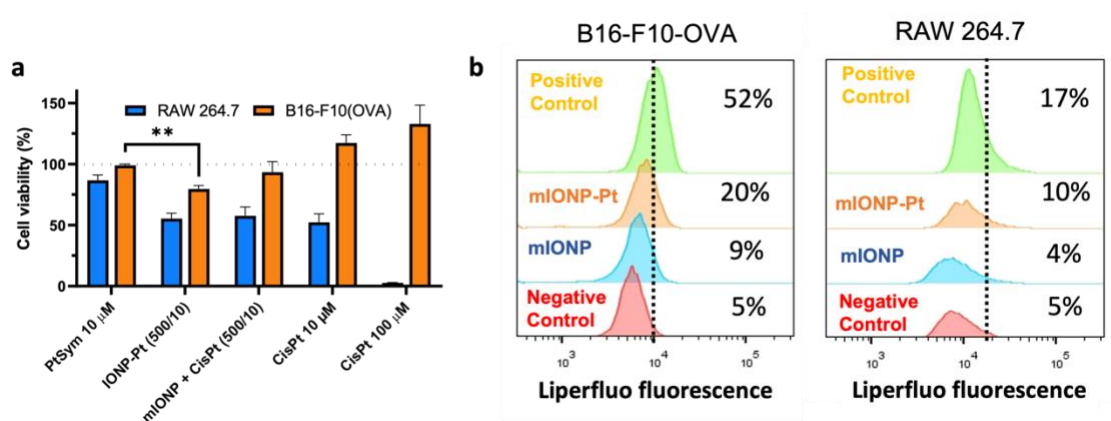 a
Cell viability (%)
150
100
50
0
RAW 264.7
B16-F10(OVA)
**
PtSym 10 μM
IONP-Pt (500/10)
mIONP + CisPt (500/10)
CisPt 10 μM
CisPt 100 μM
b
B16-F10-OVA
Positive
Control
52%
mIONP-Pt
20%
mIONP
9%
Negative
Control
5%
10³
10⁴
10⁵
Liperfluo fluorescence
RAW 264.7
Positive
Control
17%
mIONP-Pt
10%
mIONP
4%
Negative
Control
5%
10³
10⁴
10⁵
Liperfluo fluorescence